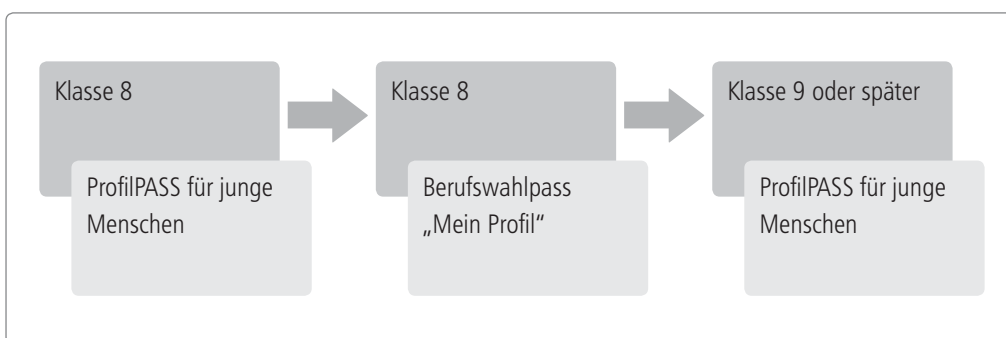 Klasse 8
ProfilPASS für junge
Menschen
Klasse 8
Berufswahlpass
„Mein Profil“
Klasse 9 oder später
ProfilPASS für junge
Menschen